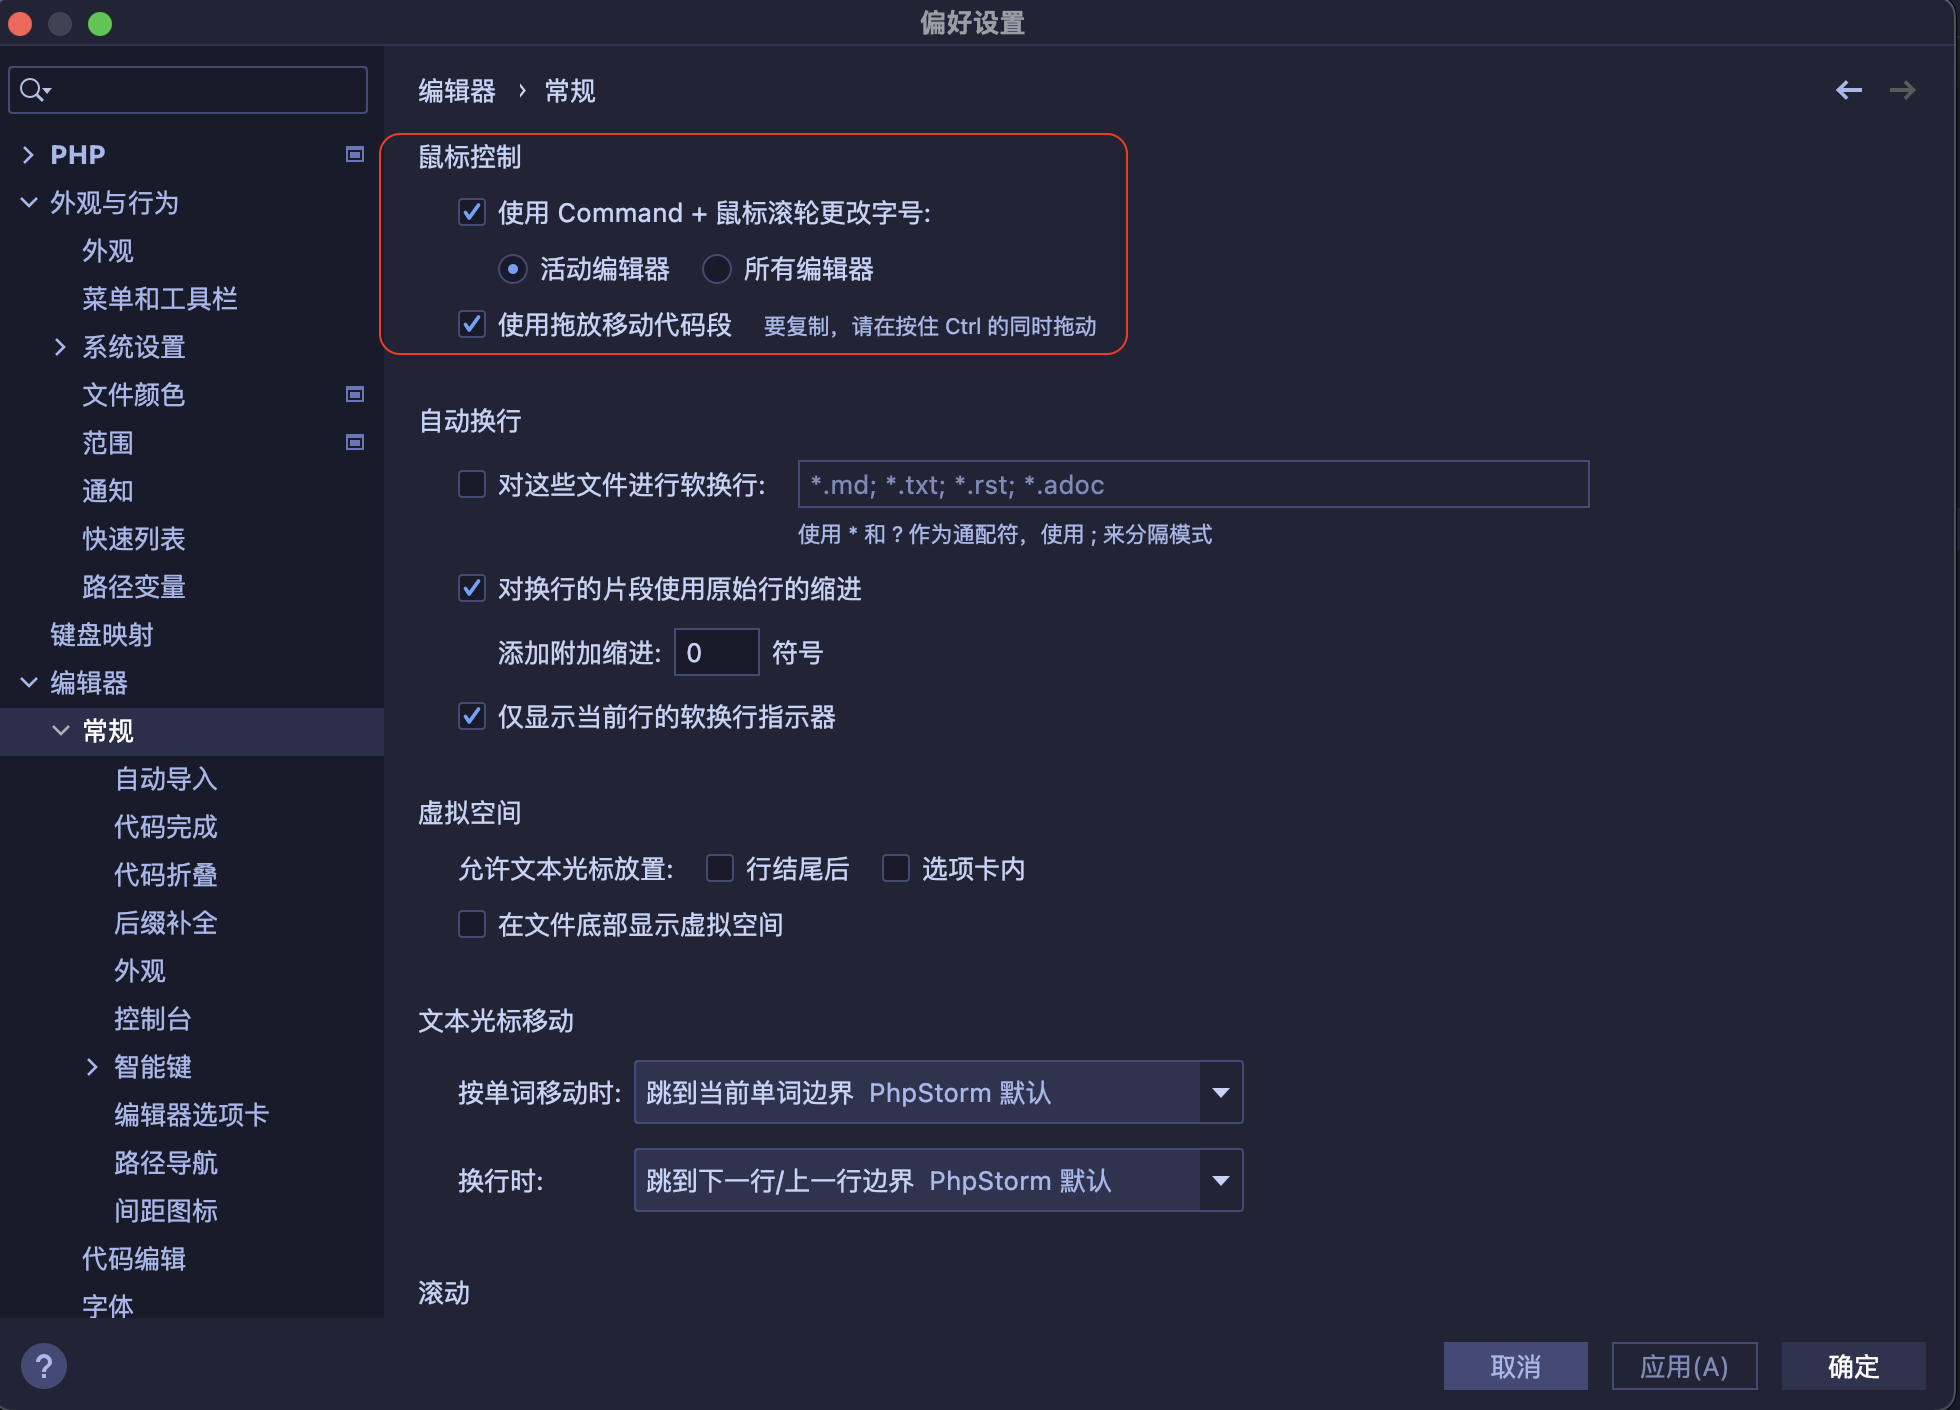 偏好设置
PHP
外观与行为
外观
菜单和工具栏
系统设置
文件颜色
范围
通知
快速列表
路径变量
键盘映射
编辑器
常规
自动导入
代码完成
代码折叠
后缀补全
外观
控制台
智能键
编辑器选项卡
路径导航
间距图标
代码编辑
字体
编辑器 › 常规
鼠标控制
使用 Command + 鼠标滚轮更改字号:
活动编辑器 所有编辑器
使用拖放移动代码段 要复制，请在按住 Ctrl 的同时拖动
自动换行
对这些文件进行软换行: *.md; *.txt; *.rst; *.adoc
使用 * 和 ? 作为通配符，使用 ; 来分隔模式
对换行的片段使用原始行的缩进
添加附加缩进: 0 符号
仅显示当前行的软换行指示器
虚拟空间
允许文本光标放置: 行结尾后 选项卡内
在文件底部显示虚拟空间
文本光标移动
按单词移动时: 跳到当前单词边界 PhpStorm 默认
换行时: 跳到下一行/上一行边界 PhpStorm 默认
滚动
?
取消 应用(A) 确定